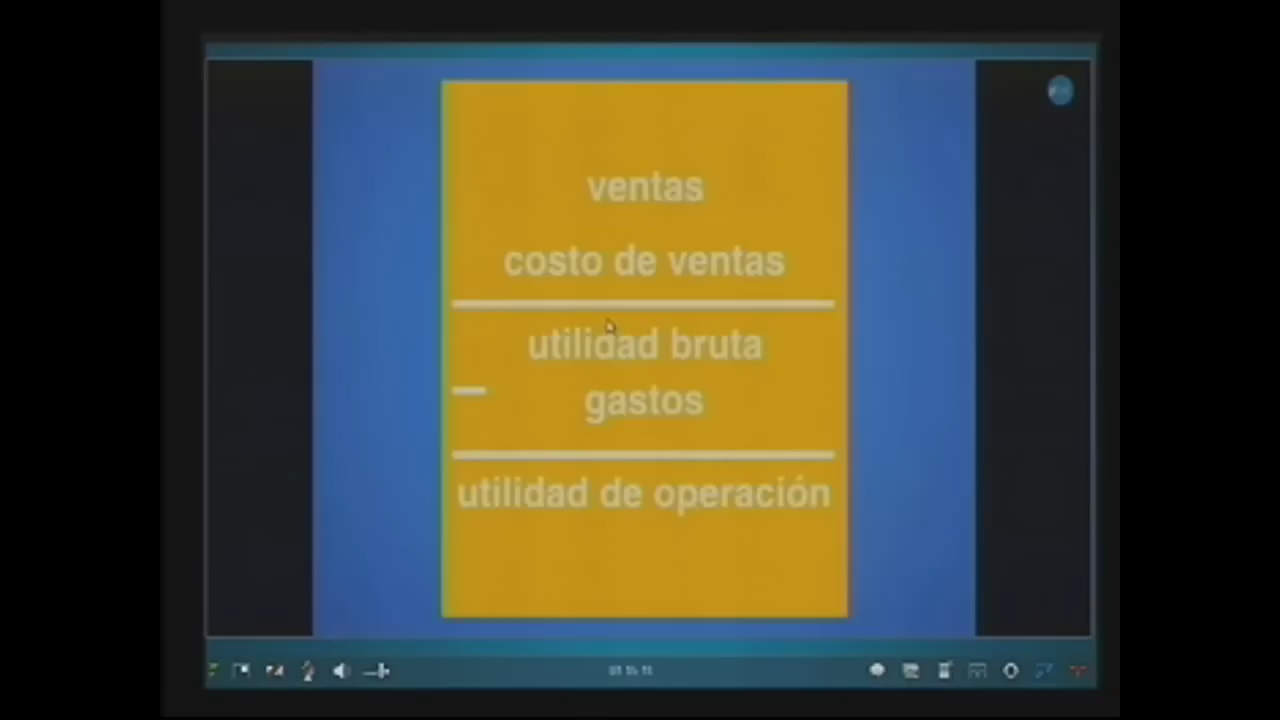 ventas
costo de ventas
utilidad bruta
gastos
utilidad de operación